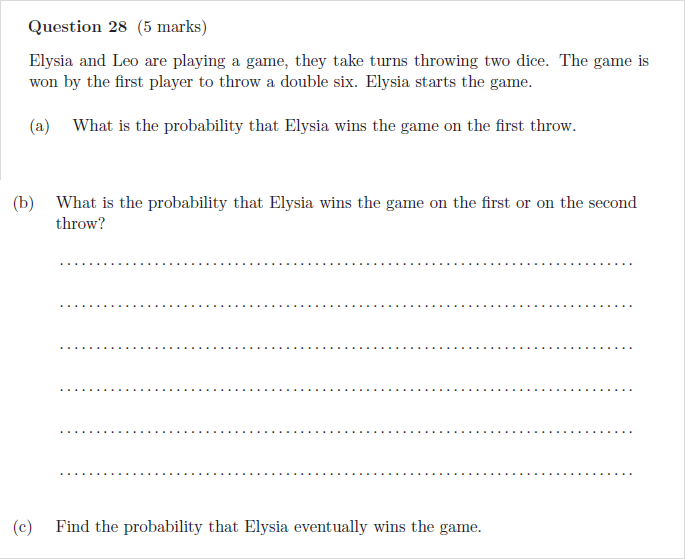 Question 28 (5 marks)
Elysia and Leo are playing a game, they take turns throwing two dice. The game is
won by the first player to throw a double six. Elysia starts the game.
(a) What is the probability that Elysia wins the game on the first throw.
(b) What is the probability that Elysia wins the game on the first or on the second
throw?
(c) Find the probability that Elysia eventually wins the game.